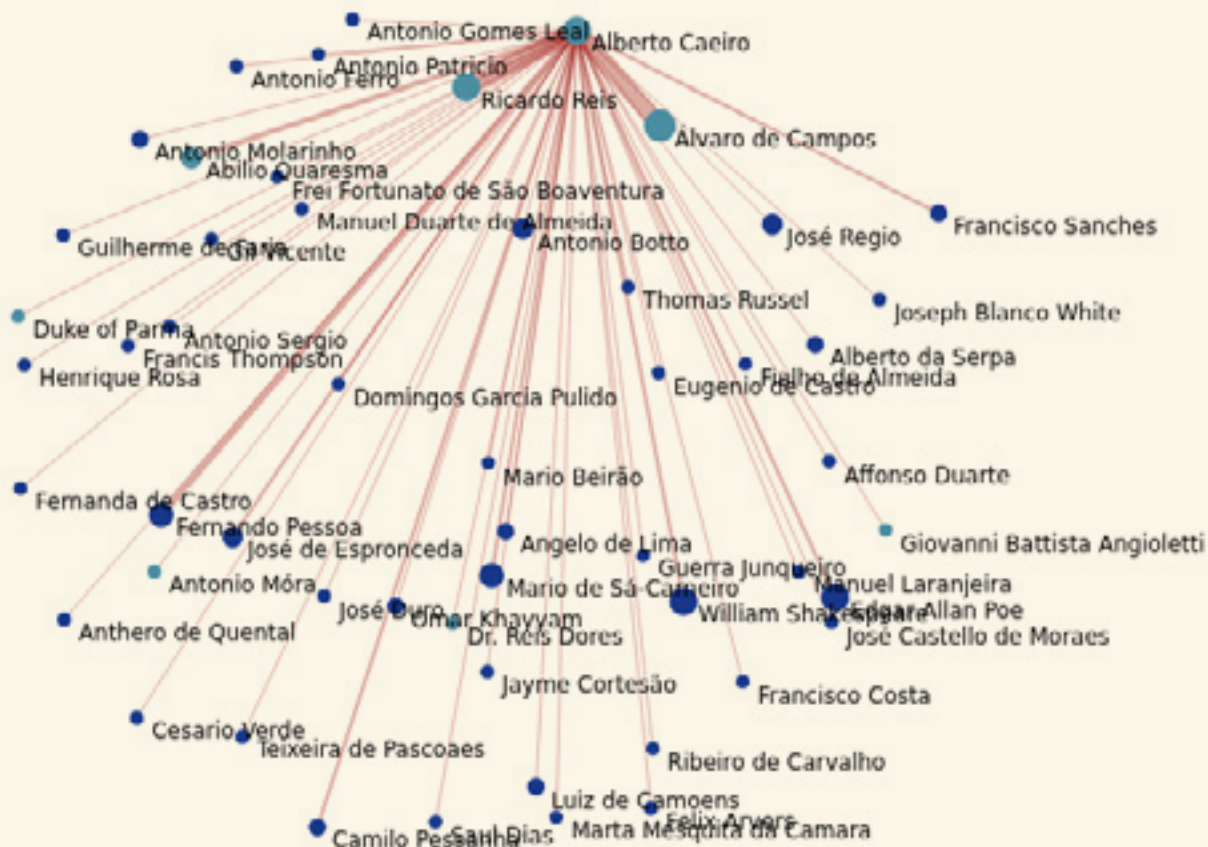 Antonio Gomes Leal
Alberto Caeiro
Antonio Patricio
Antonio Ferro
Ricardo Reis
Álvaro de Campos
Antonio Molarinho
Abilio Quaresma
Frei Fortunato de São Boaventura
Manuel Duarte de Almeida
Francisco Sanches
José Regio
Antonio Botto
Guilherme de Faria
Gil Vicente
Thomas Russel
Joseph Blanco White
Duke of Parma
Antonio Sergio
Francis Thompson
Alberto da Serpa
Henrique Rosa
Fialho de Almeida
Eugenio de Castro
Domingos Garcia Pulido
Mario Beirão
Affonso Duarte
Fernanda de Castro
Fernando Pessoa
José de Espronceda
Angelo de Lima
Giovanni Battista Angioletti
Guerra Junqueiro
Antonio Móra
Mario de Sá-Carneiro
Manuel Laranjeira
José Duro
Omar Khayyam
William Shakespeare
Edgar Allan Poe
Anthero de Quental
Dr. Reis Dores
José Castello de Moraes
Jayme Cortesão
Francisco Costa
Cesario Verde
Teixeira de Pascoaes
Ribeiro de Carvalho
Luiz de Camoens
Felix Arvers
Marta Mesquita da Camara
Camilo Pessanha
Saul Dias